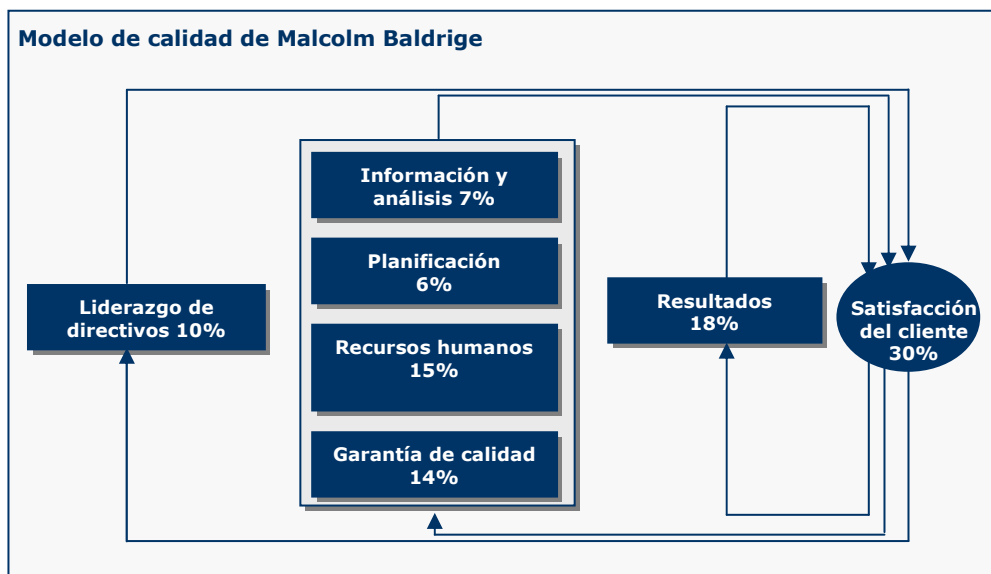 Modelo de calidad de Malcolm Baldrige
Información y
análisis 7%
Planificación
6%
Liderazgo de
directivos 10%
Recursos humanos
15%
Garantía de calidad
14%
Resultados
18%
Satisfacción
del cliente
30%